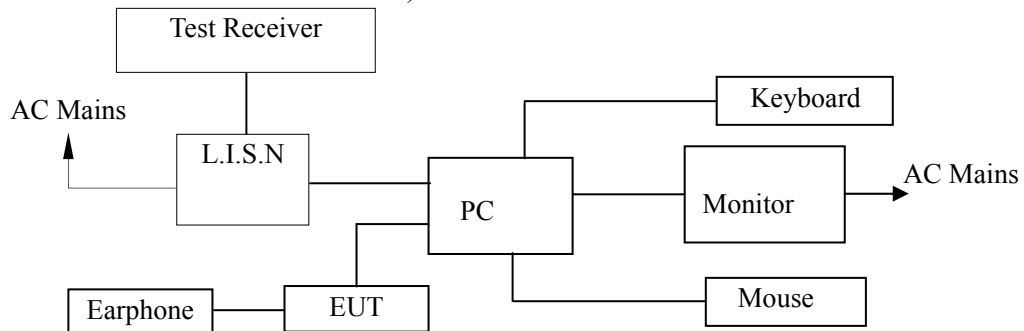 Test Receiver
AC Mains
Keyboard
L.I.S.N
AC Mains
PC
Monitor
Earphone
EUT
Mouse